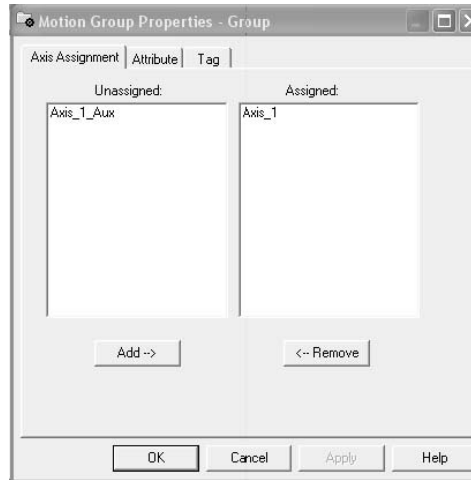 Motion Group Properties - Group
Axis Assignment Attribute Tag
Unassigned: Assigned:
Axis_1_Aux Axis_1
Add --> <-- Remove
OK Cancel Apply Help